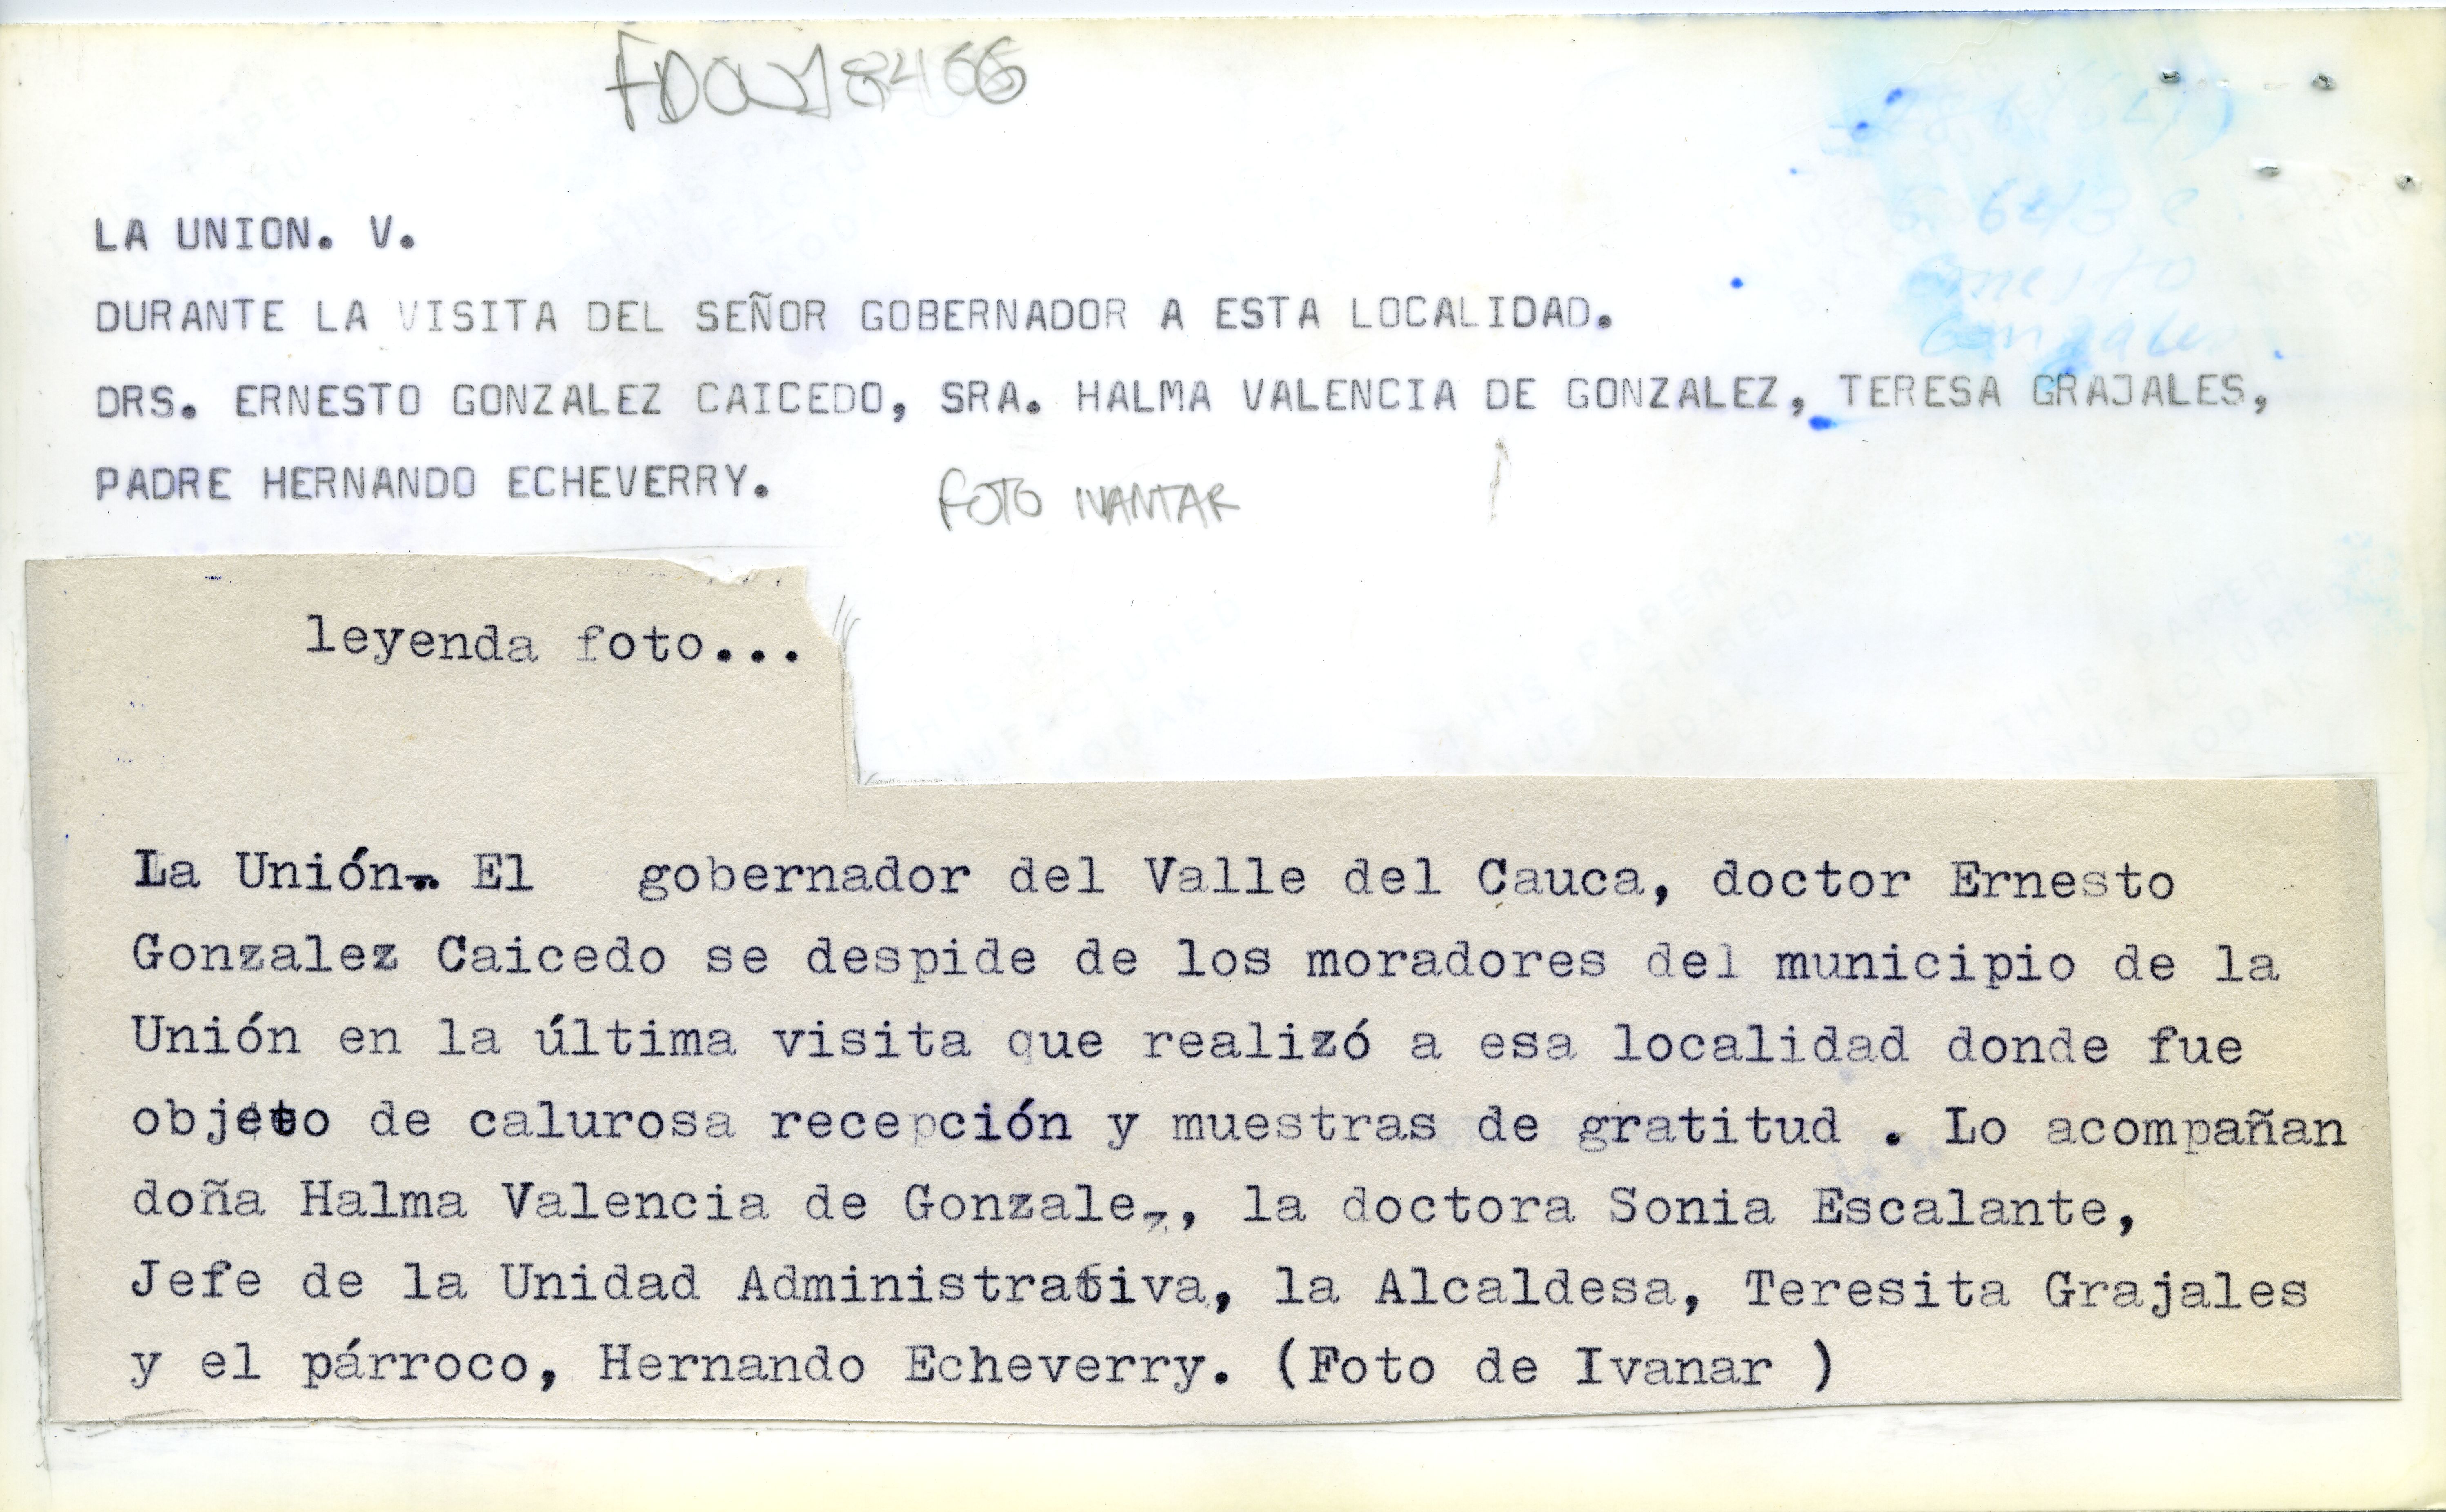 LA UNION. V.
DURANTE LA VISITA DEL SEÑOR GOBERNADOR A ESTA LOCALIDAD.
DRS. ERNESTO GONZALEZ CAICEDO, SRA. HALMA VALENCIA DE GONZALEZ, TERESA GRAJALES,
PADRE HERNANDO ECHEVERRY.
FOTO IVANTAR
leyenda foto...
La Unión. El gobernador del Valle del Cauca, doctor Ernesto
Gonzalez Caicedo se despide de los moradores del municipio de la
Unión en la última visita que realizó a esa localidad donde fue
objeto de calurosa recepción y muestras de gratitud . Lo acompañan
doña Halma Valencia de Gonzalez, la doctora Sonia Escalante,
Jefe de la Unidad Administrativa, la Alcaldesa, Teresita Grajales
y el párroco, Hernando Echeverry. (Foto de Ivanar )